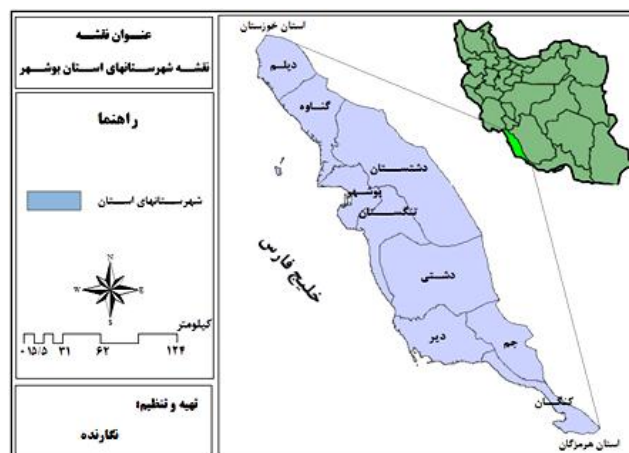 عنوان نقشه
نقشه شهرستانهای استان بوشهر
راهنما
شهرستانهای استان
N
W
E
S
کیلومتر
۰ ۱۵/۵ ۳۱ ۶۲ ۱۲۴
تهیه و تنظیم:
نگارنده
استان خوزستان
دیلم
گناوه
دشتستان
بوشهر
تنگستان
خلیج فارس
دشتی
دیر
جم
کنگان
استان هرمزگان